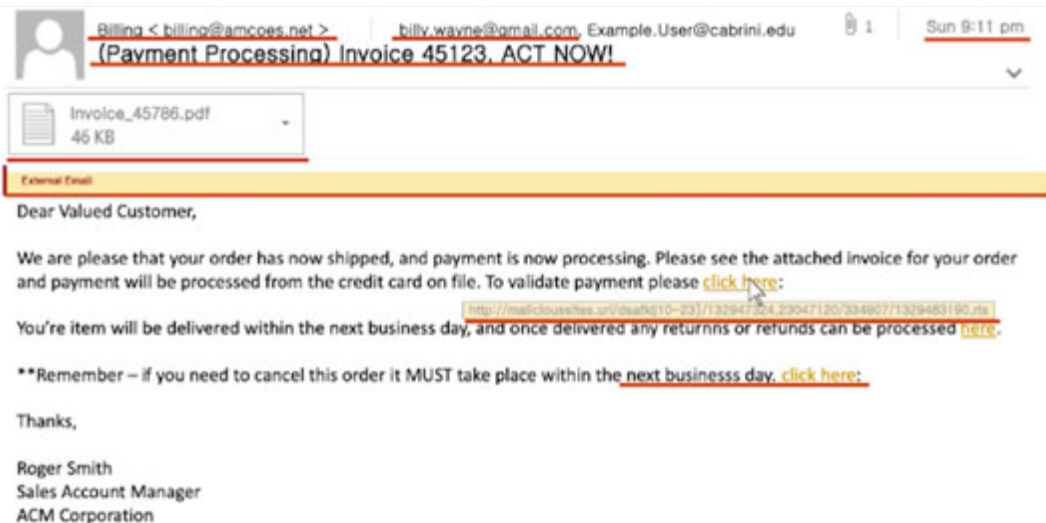 Billing < billing@amcoes.net > billy.wayne@gmail.com, Example.User@cabrini.edu 1 Sun 9:11 pm
(Payment Processing) Invoice 45123, ACT NOW!
Invoice_45786.pdf
46 KB
External Email
Dear Valued Customer,
We are please that your order has now shipped, and payment is now processing. Please see the attached invoice for your order
and payment will be processed from the credit card on file. To validate payment please click here:
You're item will be delivered within the next business day, and once delivered any returnns or refunds can be processed here.
**Remember – if you need to cancel this order it MUST take place within the next businesss day. click here:
Thanks,
Roger Smith
Sales Account Manager
ACM Corporation